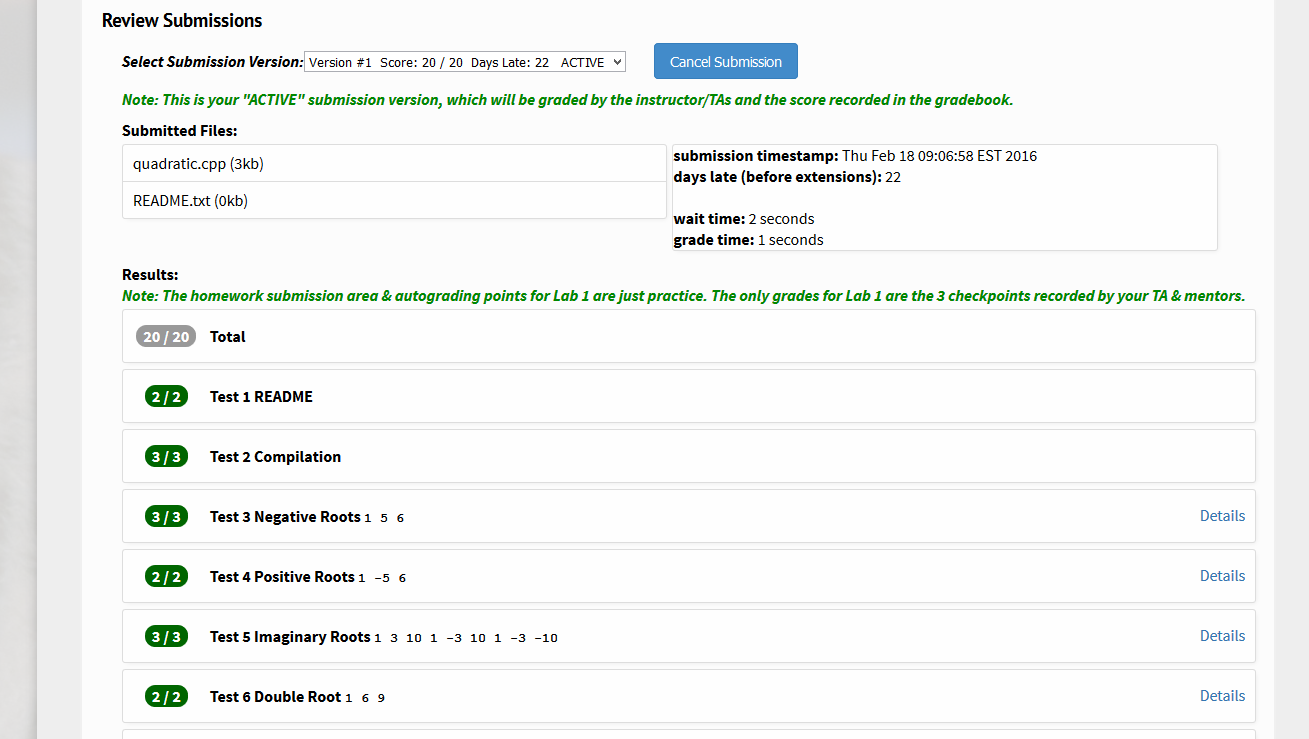 Review Submissions
Select Submission Version: Version #1 Score: 20 / 20 Days Late: 22 ACTIVE Cancel Submission
Note: This is your "ACTIVE" submission version, which will be graded by the instructor/TAs and the score recorded in the gradebook.
Submitted Files:
quadratic.cpp (3kb)
README.txt (0kb)
submission timestamp: Thu Feb 18 09:06:58 EST 2016
days late (before extensions): 22
wait time: 2 seconds
grade time: 1 seconds
Results:
Note: The homework submission area & autograding points for Lab 1 are just practice. The only grades for Lab 1 are the 3 checkpoints recorded by your TA & mentors.
20 / 20 Total
2 / 2 Test 1 README
3 / 3 Test 2 Compilation
3 / 3 Test 3 Negative Roots 1 5 6 Details
2 / 2 Test 4 Positive Roots 1 -5 6 Details
3 / 3 Test 5 Imaginary Roots 1 3 10 1 -3 10 1 -3 -10 Details
2 / 2 Test 6 Double Root 1 6 9 Details